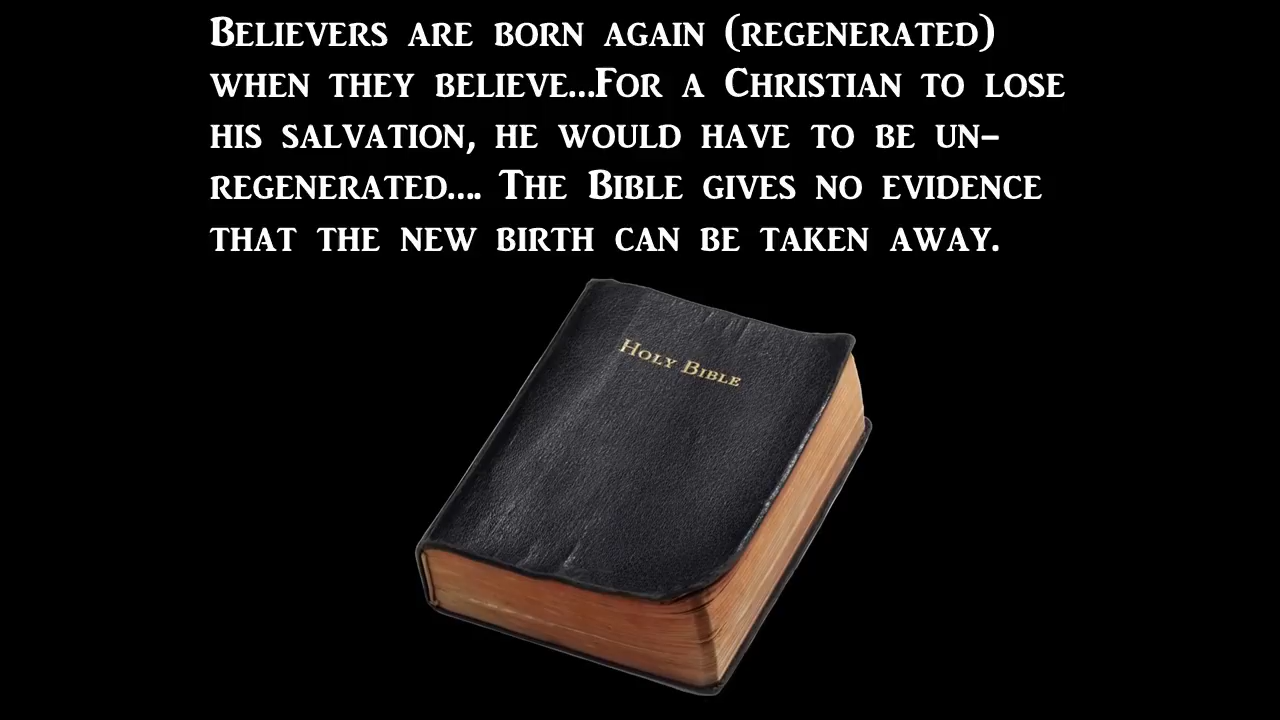 Believers are born again (regenerated)
when they believe...For a Christian to lose
his salvation, he would have to be un-
regenerated.... The Bible gives no evidence
that the new birth can be taken away.
Holy Bible